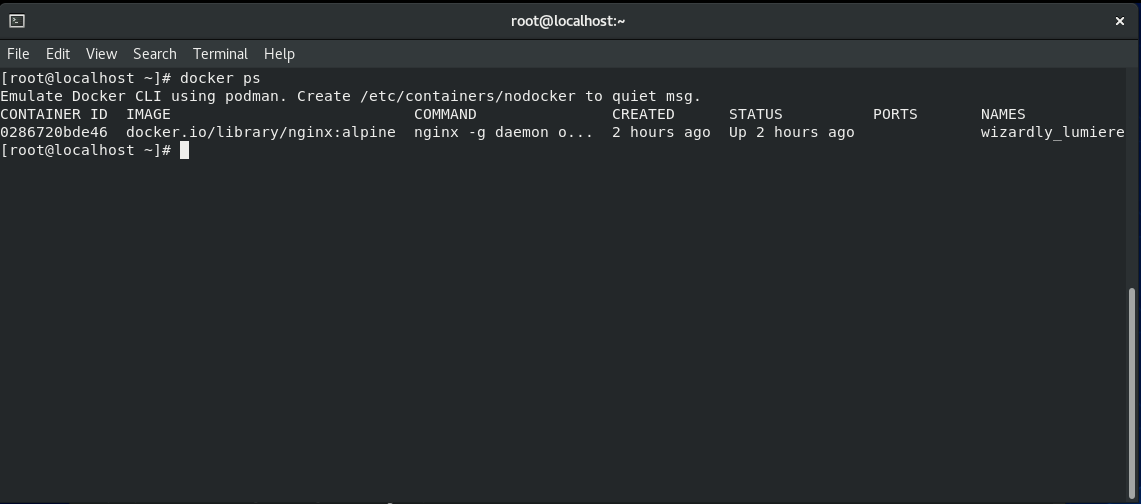 root@localhost:~
File Edit View Search Terminal Help
[root@localhost ~]# docker ps
Emulate Docker CLI using podman. Create /etc/containers/nodocker to quiet msg.
CONTAINER ID  IMAGE                           COMMAND               CREATED      STATUS          PORTS       NAMES
0286720bde46  docker.io/library/nginx:alpine  nginx -g daemon o...  2 hours ago  Up 2 hours ago              wizardly_lumiere
[root@localhost ~]#